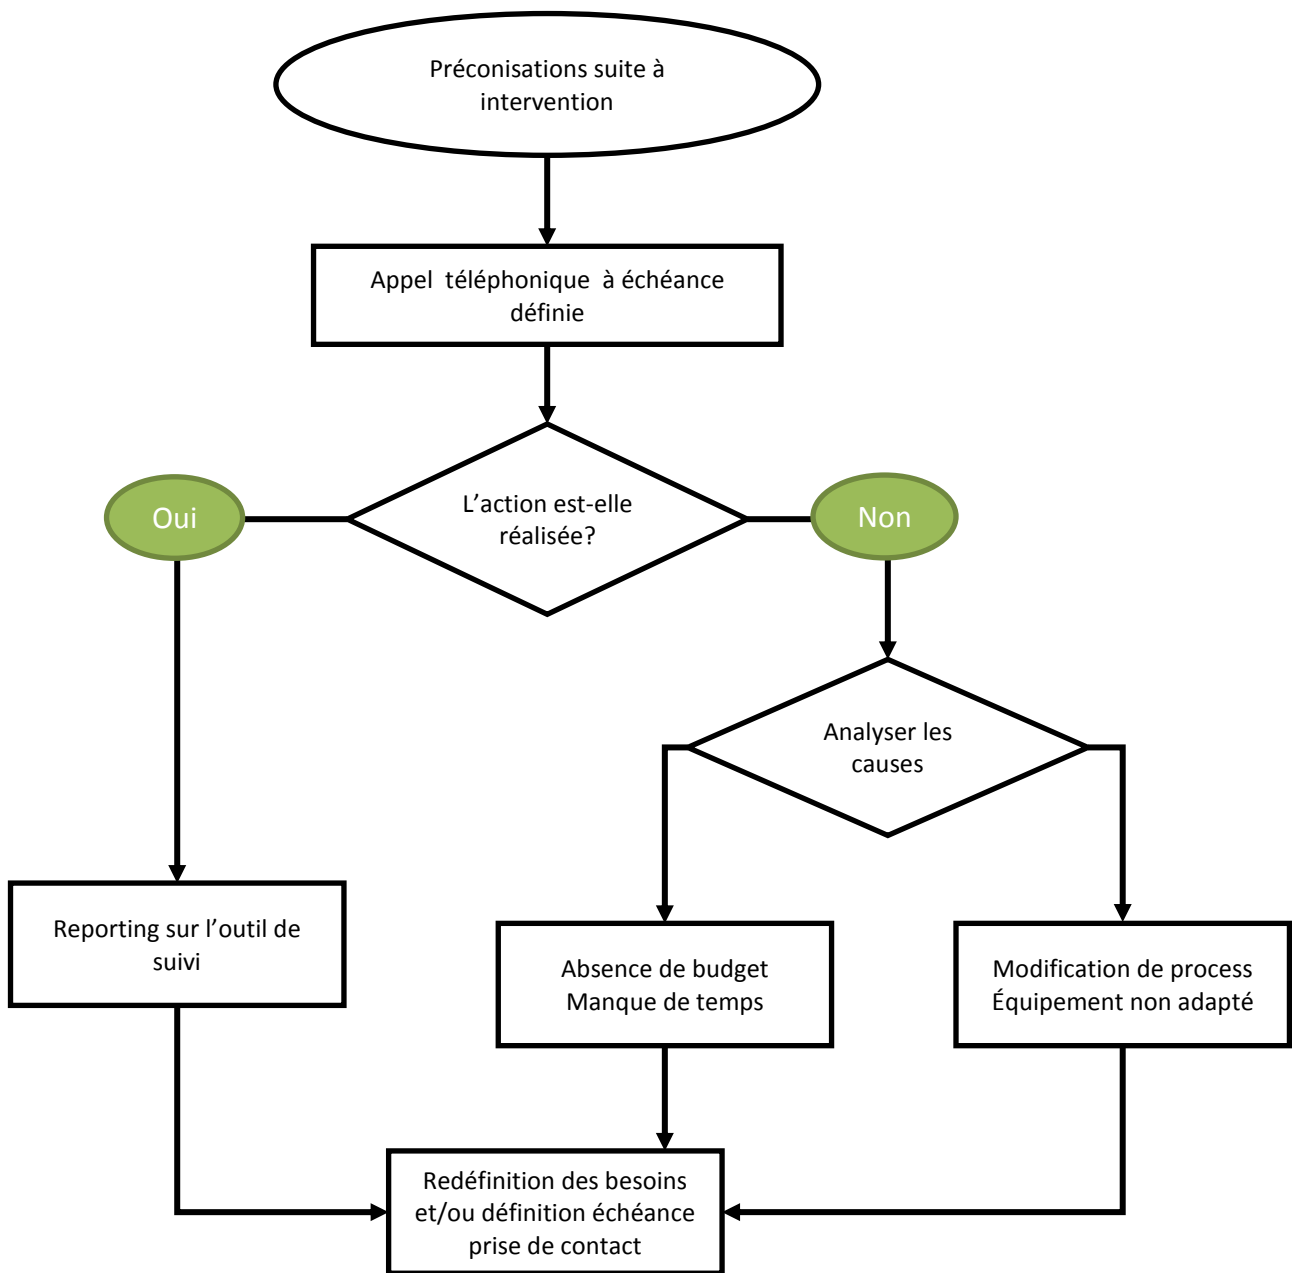 Préconisations suite à
intervention
Appel téléphonique à échéance
définie
L’action est-elle
réalisée?
Oui
Non
Analyser les
causes
Reporting sur l’outil de
suivi
Absence de budget
Manque de temps
Modification de process
Équipement non adapté
Redéfinition des besoins
et/ou définition échéance
prise de contact